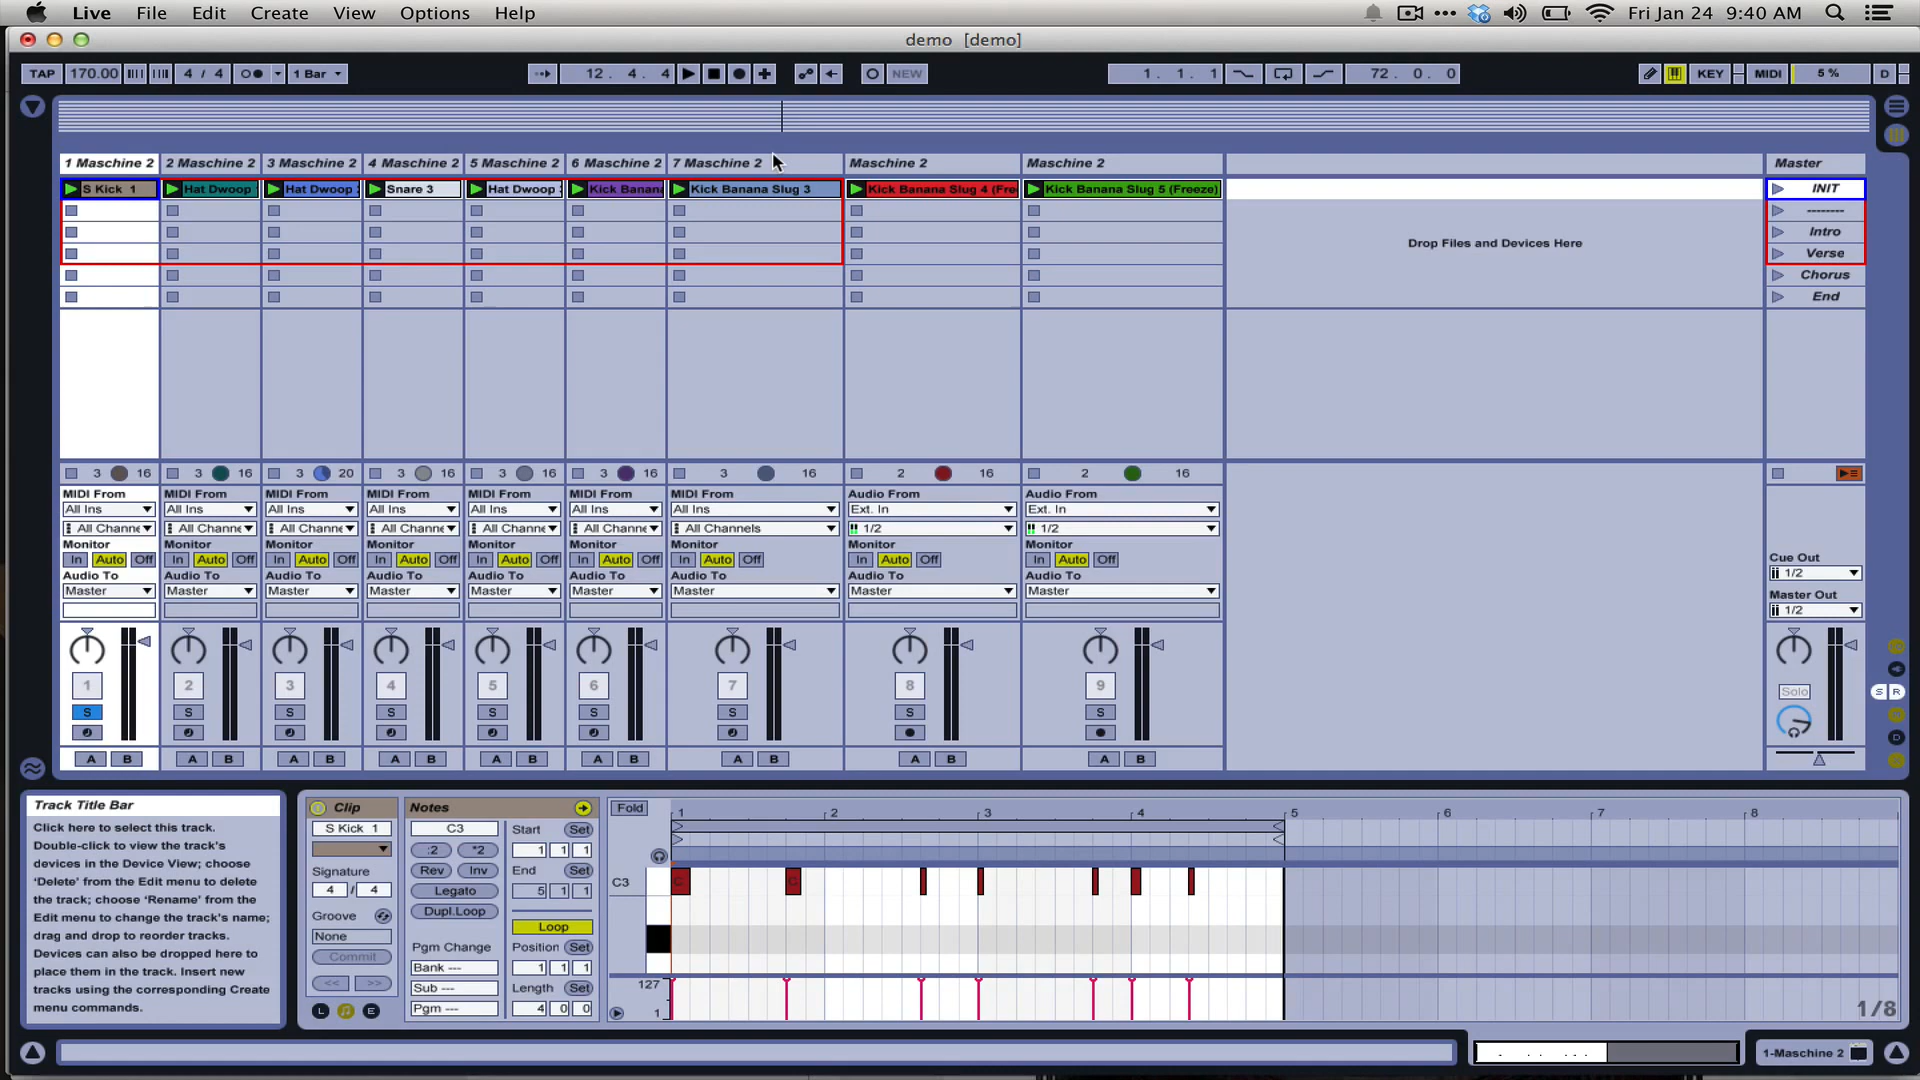 Live File Edit Create View Options Help Fri Jan 24 9:40 AM
demo [demo]
TAP 170.00 4 / 4 1 Bar 12. 4. 4 NEW 1. 1. 1 72. 0. 0 KEY MIDI 5 % D
1 Maschine 2 2 Maschine 2 3 Maschine 2 4 Maschine 2 5 Maschine 2 6 Maschine 2 7 Maschine 2 Maschine 2 Maschine 2 Master
S Kick 1 Hat Dwoop Hat Dwoop Snare 3 Hat Dwoop Kick Banana Kick Banana Slug 3 Kick Banana Slug 4 (Fre Kick Banana Slug 5 (Freeze) INIT
--------
Intro
Drop Files and Devices Here
Verse
Chorus
End
3 16 3 16 3 20 3 16 3 16 3 16 3 16 2 16 2 16
MIDI From MIDI From MIDI From MIDI From MIDI From MIDI From MIDI From Audio From Audio From
All Ins All Ins All Ins All Ins All Ins All Ins All Ins Ext. In Ext. In
All Channe All Channe All Channe All Channe All Channe All Channe All Channels 1/2 1/2
Monitor Monitor Monitor Monitor Monitor Monitor Monitor Monitor Monitor
In Auto Off In Auto Off In Auto Off In Auto Off In Auto Off In Auto Off In Auto Off In Auto Off In Auto Off Cue Out
Audio To Audio To Audio To Audio To Audio To Audio To Audio To Audio To Audio To 1/2
Master Master Master Master Master Master Master Master Master Master Out
1/2
1 2 3 4 5 6 7 8 9 Solo
S S S S S S S S S S R
A B A B A B A B A B A B A B A B A B D
Track Title Bar
Click here to select this track.
Double-click to view the track's
devices in the Device View; choose
‘Delete’ from the Edit menu to delete
the track; choose ‘Rename’ from the
Edit menu to change the track's name;
drag and drop to reorder tracks.
Devices can also be dropped here to
place them in the track. Insert new
tracks using the corresponding Create
menu commands.
Clip
S Kick 1
Signature
4 / 4
Groove
None
Commit
<< >>
L E
Notes
C3
:2 *2
Rev Inv
Legato
Dupl.Loop
Pgm Change
Bank ---
Sub ---
Pgm ---
Start Set
1 1 1
End Set
5 1 1
Loop
Position Set
1 1 1
Length Set
4 0 0
Fold 1 2 3 4 5 6 7 8
C3 C C
127
1
1/8
1-Maschine 2